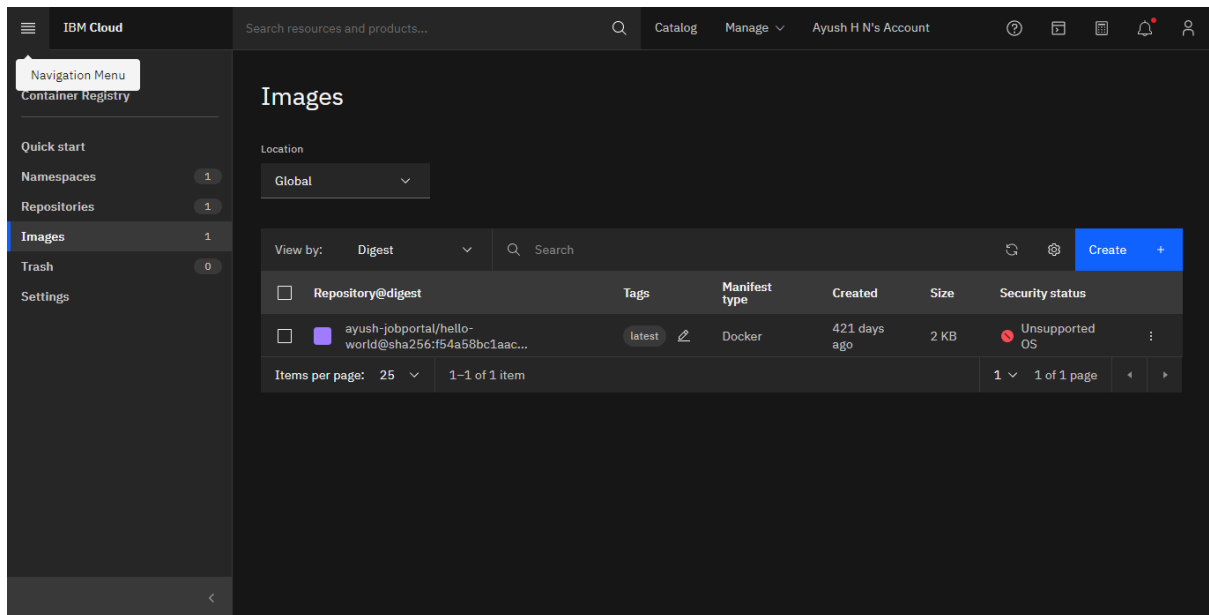 IBM Cloud
Search resources and products...
Catalog
Manage
Ayush H N's Account
Navigation Menu
Container Registry
Quick start
Namespaces 1
Repositories 1
Images 1
Trash 0
Settings
Images
Location
Global
View by: Digest
Search
Create +
Repository@digest
Tags
Manifest
type
Created
Size
Security status
ayush-jobportal/hello-
world@sha256:f54a58bc1aac...
latest
Docker
421 days
ago
2 KB
Unsupported
OS
Items per page: 25
1–1 of 1 item
1
1 of 1 page